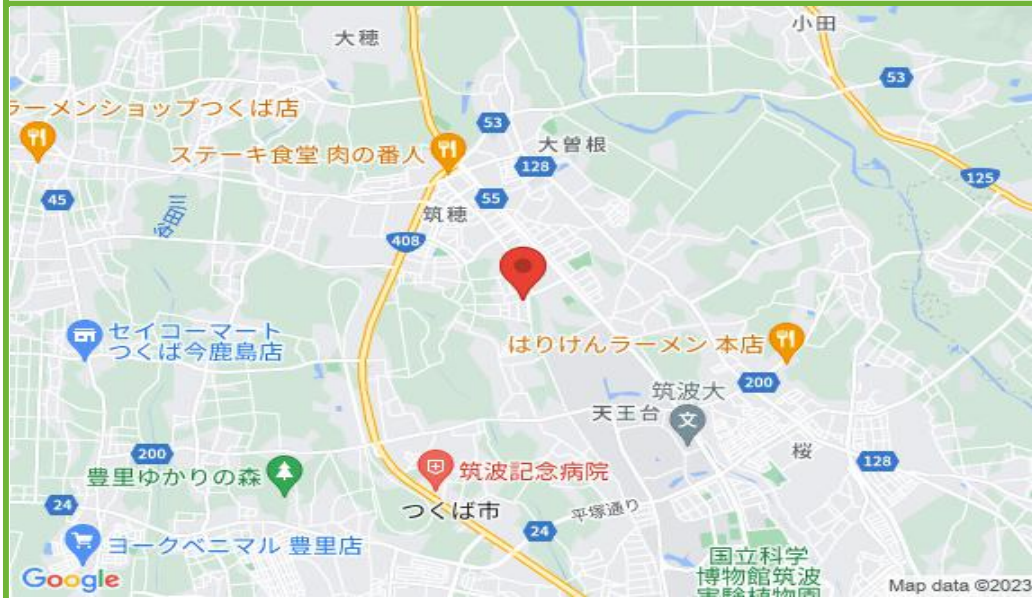 大穂
小田
53
ラーメンショップつくば店
53
大曽根
ステーキ食堂 肉の番人
128
125
45
55
筑穂
408
セイコーマート
つくば今鹿島店
はりけんラーメン 本店
200
筑波大
天王台
桜
200
128
豊里ゆかりの森
筑波記念病院
24
つくば市
平塚通り
24
ヨークベニマル 豊里店
国立科学
博物館筑波
実験植物園
Google
Map data ©2023